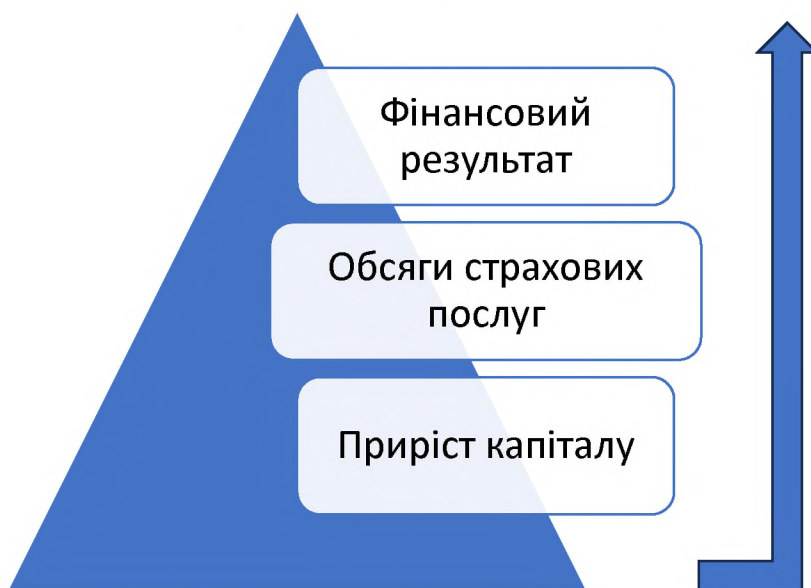 Фінансовий
результат
Обсяги страхових
послуг
Приріст капіталу